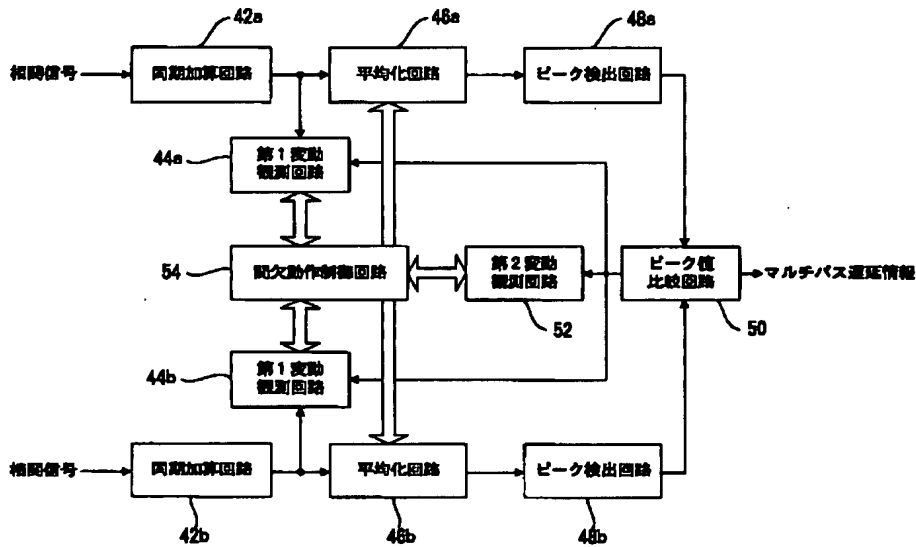 42a
46a
48a
相関信号
同期加算回路
平均化回路
ピーク検出回路
44a
第1変動
観測回路
54
間欠動作制御回路
第2変動
観測回路
ピーク値
比較回路
マルチパス遅延情報
52
50
44b
第1変動
観測回路
相関信号
同期加算回路
平均化回路
ピーク検出回路
42b
46b
48b